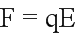 F = qE